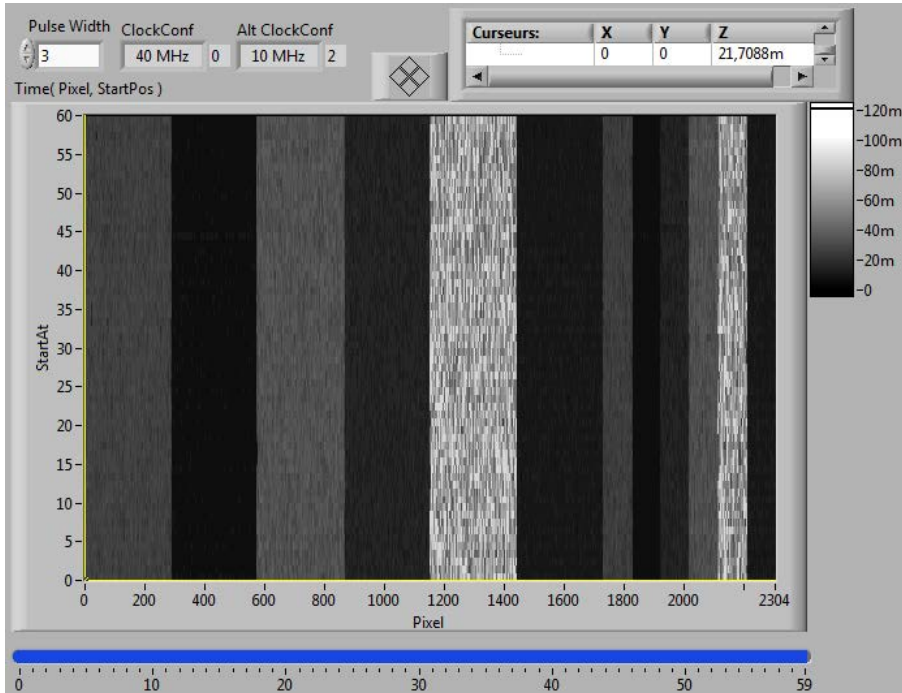 Pulse Width ClockConf Alt ClockConf
3 40 MHz 0 10 MHz 2
Curseurs: X Y Z
0 0 21,7088m
Time( Pixel, StartPos )
60
55
50
45
40
35
30
25
20
15
10
5
0
StartAt
0 200 400 600 800 1000 1200 1400 1600 1800 2000 2304
Pixel
120m
100m
80m
60m
40m
20m
0
0 10 20 30 40 50 59